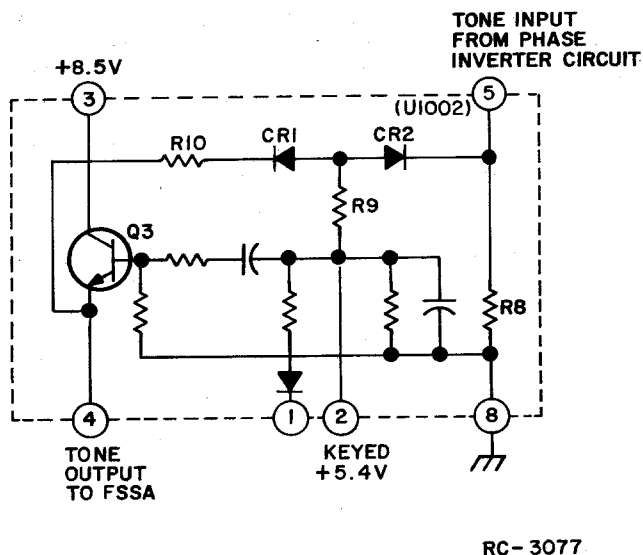 TONE INPUT
FROM PHASE
INVERTER CIRCUIT
+8.5V
3
(U1002)
5
R10
CR1
CR2
R9
Q3
R8
4
1
2
8
TONE
OUTPUT
TO FSSA
KEYED
+5.4V
RC-3077